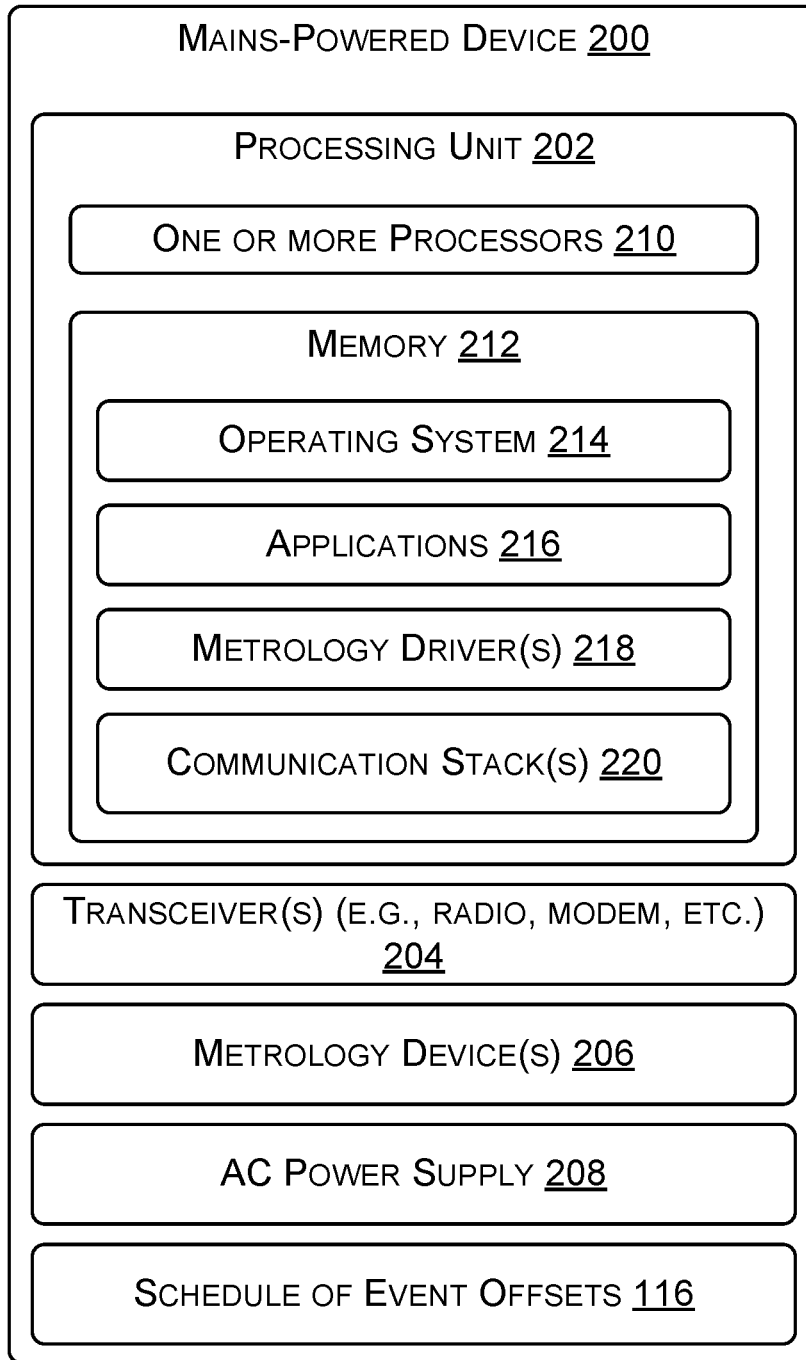 MAINS-POWERED DEVICE 200
PROCESSING UNIT 202
ONE OR MORE PROCESSORS 210
MEMORY 212
OPERATING SYSTEM 214
APPLICATIONS 216
METROLOGY DRIVER(S) 218
COMMUNICATION STACK(S) 220
TRANSCEIVER(S) (E.G., RADIO, MODEM, ETC.)
204
METROLOGY DEVICE(S) 206
AC POWER SUPPLY 208
SCHEDULE OF EVENT OFFSETS 116